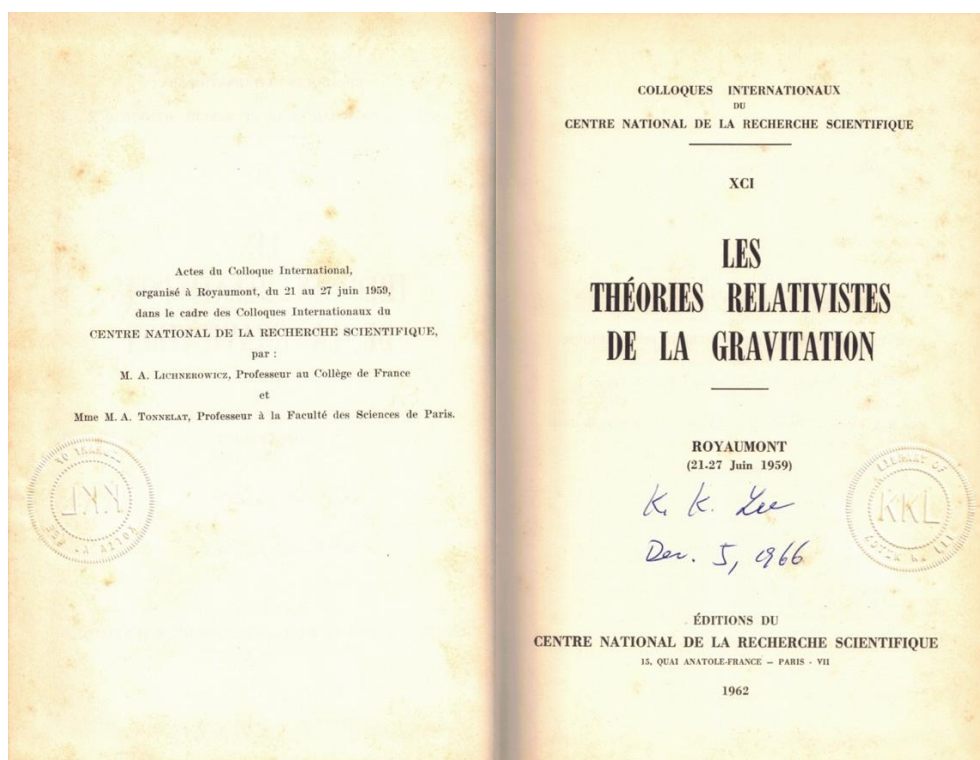 Actes du Colloque International,
organisé à Royaumont, du 21 au 27 juin 1959,
dans le cadre des Colloques Internationaux du
CENTRE NATIONAL DE LA RECHERCHE SCIENTIFIQUE,
par :
M. A. LICHNEROWICZ, Professeur au Collège de France
et
Mme M. A. TONNELAT, Professeur à la Faculté des Sciences de Paris.
COLLOQUES INTERNATIONAUX
DU
CENTRE NATIONAL DE LA RECHERCHE SCIENTIFIQUE
XCI
LES
THÉORIES RELATIVISTES
DE LA GRAVITATION
ROYAUMONT
(21-27 Juin 1959)
K. K. Lee
Dec. 5, 1966
LIBRARY OF
KKL
ÉDITIONS DU
CENTRE NATIONAL DE LA RECHERCHE SCIENTIFIQUE
15, QUAI ANATOLE-FRANCE — PARIS - VII
1962